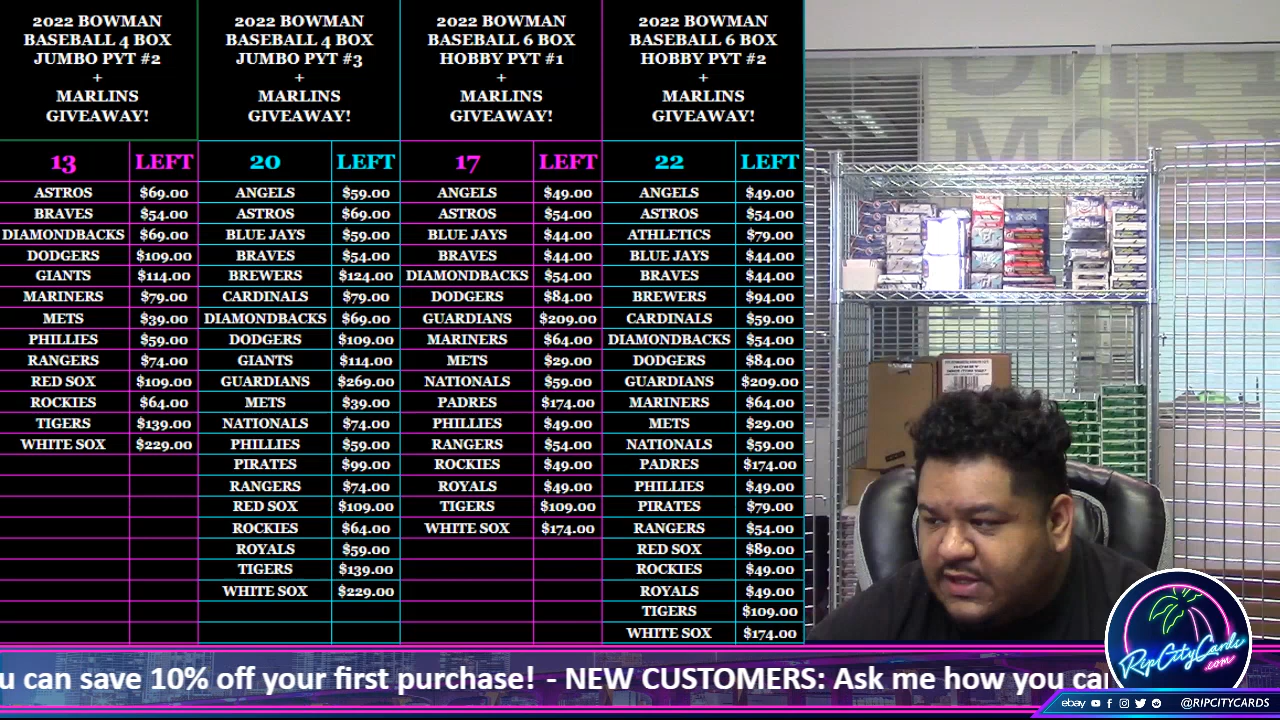 2022 BOWMAN
BASEBALL 4 BOX
JUMBO PYT #2
+
MARLINS
GIVEAWAY!
13 LEFT
ASTROS $69.00
BRAVES $54.00
DIAMONDBACKS $69.00
DODGERS $109.00
GIANTS $114.00
MARINERS $79.00
METS $39.00
PHILLIES $59.00
RANGERS $74.00
RED SOX $109.00
ROCKIES $64.00
TIGERS $139.00
WHITE SOX $229.00
2022 BOWMAN
BASEBALL 4 BOX
JUMBO PYT #3
+
MARLINS
GIVEAWAY!
20 LEFT
ANGELS $59.00
ASTROS $69.00
BLUE JAYS $59.00
BRAVES $54.00
BREWERS $124.00
CARDINALS $79.00
DIAMONDBACKS $69.00
DODGERS $109.00
GIANTS $114.00
GUARDIANS $269.00
METS $39.00
NATIONALS $74.00
PHILLIES $59.00
PIRATES $99.00
RANGERS $74.00
RED SOX $109.00
ROCKIES $64.00
ROYALS $59.00
TIGERS $139.00
WHITE SOX $229.00
2022 BOWMAN
BASEBALL 6 BOX
HOBBY PYT #1
+
MARLINS
GIVEAWAY!
17 LEFT
ANGELS $49.00
ASTROS $54.00
BLUE JAYS $44.00
BRAVES $44.00
DIAMONDBACKS $54.00
DODGERS $84.00
GUARDIANS $209.00
MARINERS $64.00
METS $29.00
NATIONALS $59.00
PADRES $174.00
PHILLIES $49.00
RANGERS $54.00
ROCKIES $49.00
ROYALS $49.00
TIGERS $109.00
WHITE SOX $174.00
2022 BOWMAN
BASEBALL 6 BOX
HOBBY PYT #2
+
MARLINS
GIVEAWAY!
22 LEFT
ANGELS $49.00
ASTROS $54.00
ATHLETICS $79.00
BLUE JAYS $44.00
BRAVES $44.00
BREWERS $94.00
CARDINALS $59.00
DIAMONDBACKS $54.00
DODGERS $84.00
GUARDIANS $209.00
MARINERS $64.00
METS $29.00
NATIONALS $59.00
PADRES $174.00
PHILLIES $49.00
PIRATES $79.00
RANGERS $54.00
RED SOX $89.00
ROCKIES $49.00
ROYALS $49.00
TIGERS $109.00
WHITE SOX $174.00
u can save 10% off your first purchase! - NEW CUSTOMERS: Ask me how you ca
RipCityCards
.com
ebay @RIPCITYCARDS